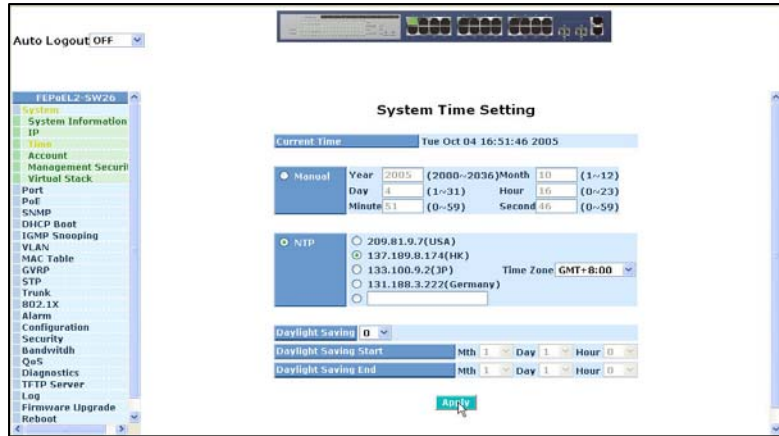 Auto Logout OFF
FEPoEL2-SW26
System
System Information
IP
Time
Account
Management Securit
Virtual Stack
Port
PoE
SNMP
DHCP Boot
IGMP Snooping
VLAN
MAC Table
GVRP
STP
Trunk
802.1X
Alarm
Configuration
Security
Bandwitdh
QoS
Diagnostics
TFTP Server
Log
Firmware Upgrade
Reboot
System Time Setting
Current Time Tue Oct 04 16:51:46 2005
Manual Year 2005 (2000~2036)Month 10 (1~12)
Day 4 (1~31) Hour 16 (0~23)
Minute 51 (0~59) Second 46 (0~59)
NTP 209.81.9.7(USA)
137.189.8.174(HK)
133.100.9.2(JP) Time Zone GMT+8:00
131.188.3.222(Germany)
Daylight Saving 0
Daylight Saving Start Mth 1 Day 1 Hour 0
Daylight Saving End Mth 1 Day 1 Hour 0
Apply